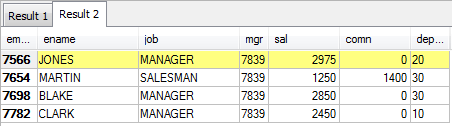 Result 1 Result 2
em... ename job mgr sal comn dep...
7566 JONES MANAGER 7839 2975 0 20
7654 MARTIN SALESMAN 7839 1250 1400 30
7698 BLAKE MANAGER 7839 2850 0 30
7782 CLARK MANAGER 7839 2450 0 10